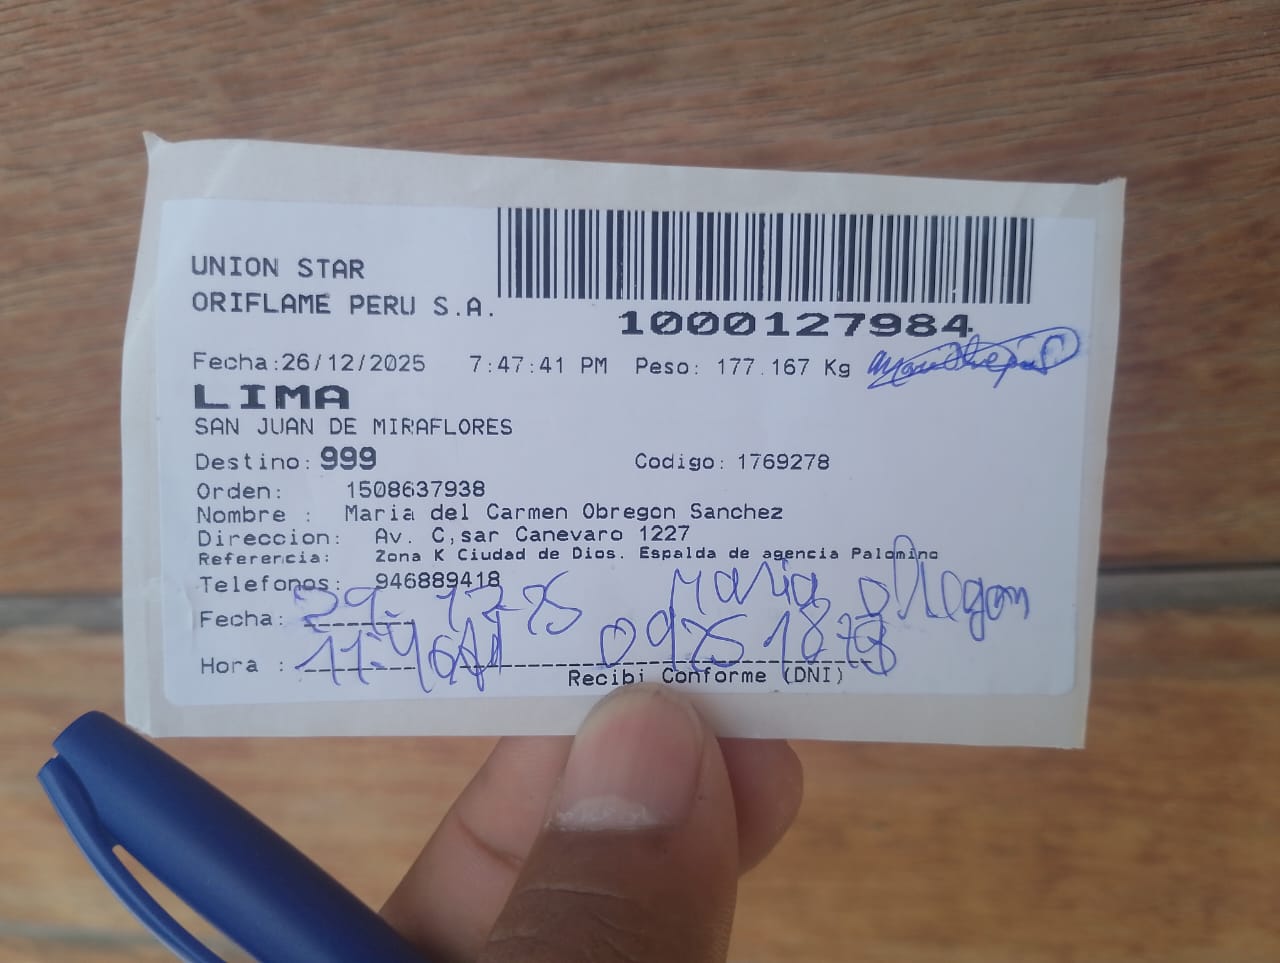 UNION STAR
ORIFLAME PERU S.A.
1000127984
Fecha:26/12/2025 7:47:41 PM Peso: 177.167 Kg
LIMA
SAN JUAN DE MIRAFLORES
Destino: 999 Codigo: 1769278
Orden: 1508637938
Nombre : Maria del Carmen Obregon Sanchez
Direccion: Av. C,sar Canevaro 1227
Referencia: Zona K Ciudad de Dios. Espalda de agencia Palomino
Telefonos: 946889418
Maria Obregon
Fecha: 29-12-25
Hora : 11:46AM 09751878
Recibi Conforme (DNI)